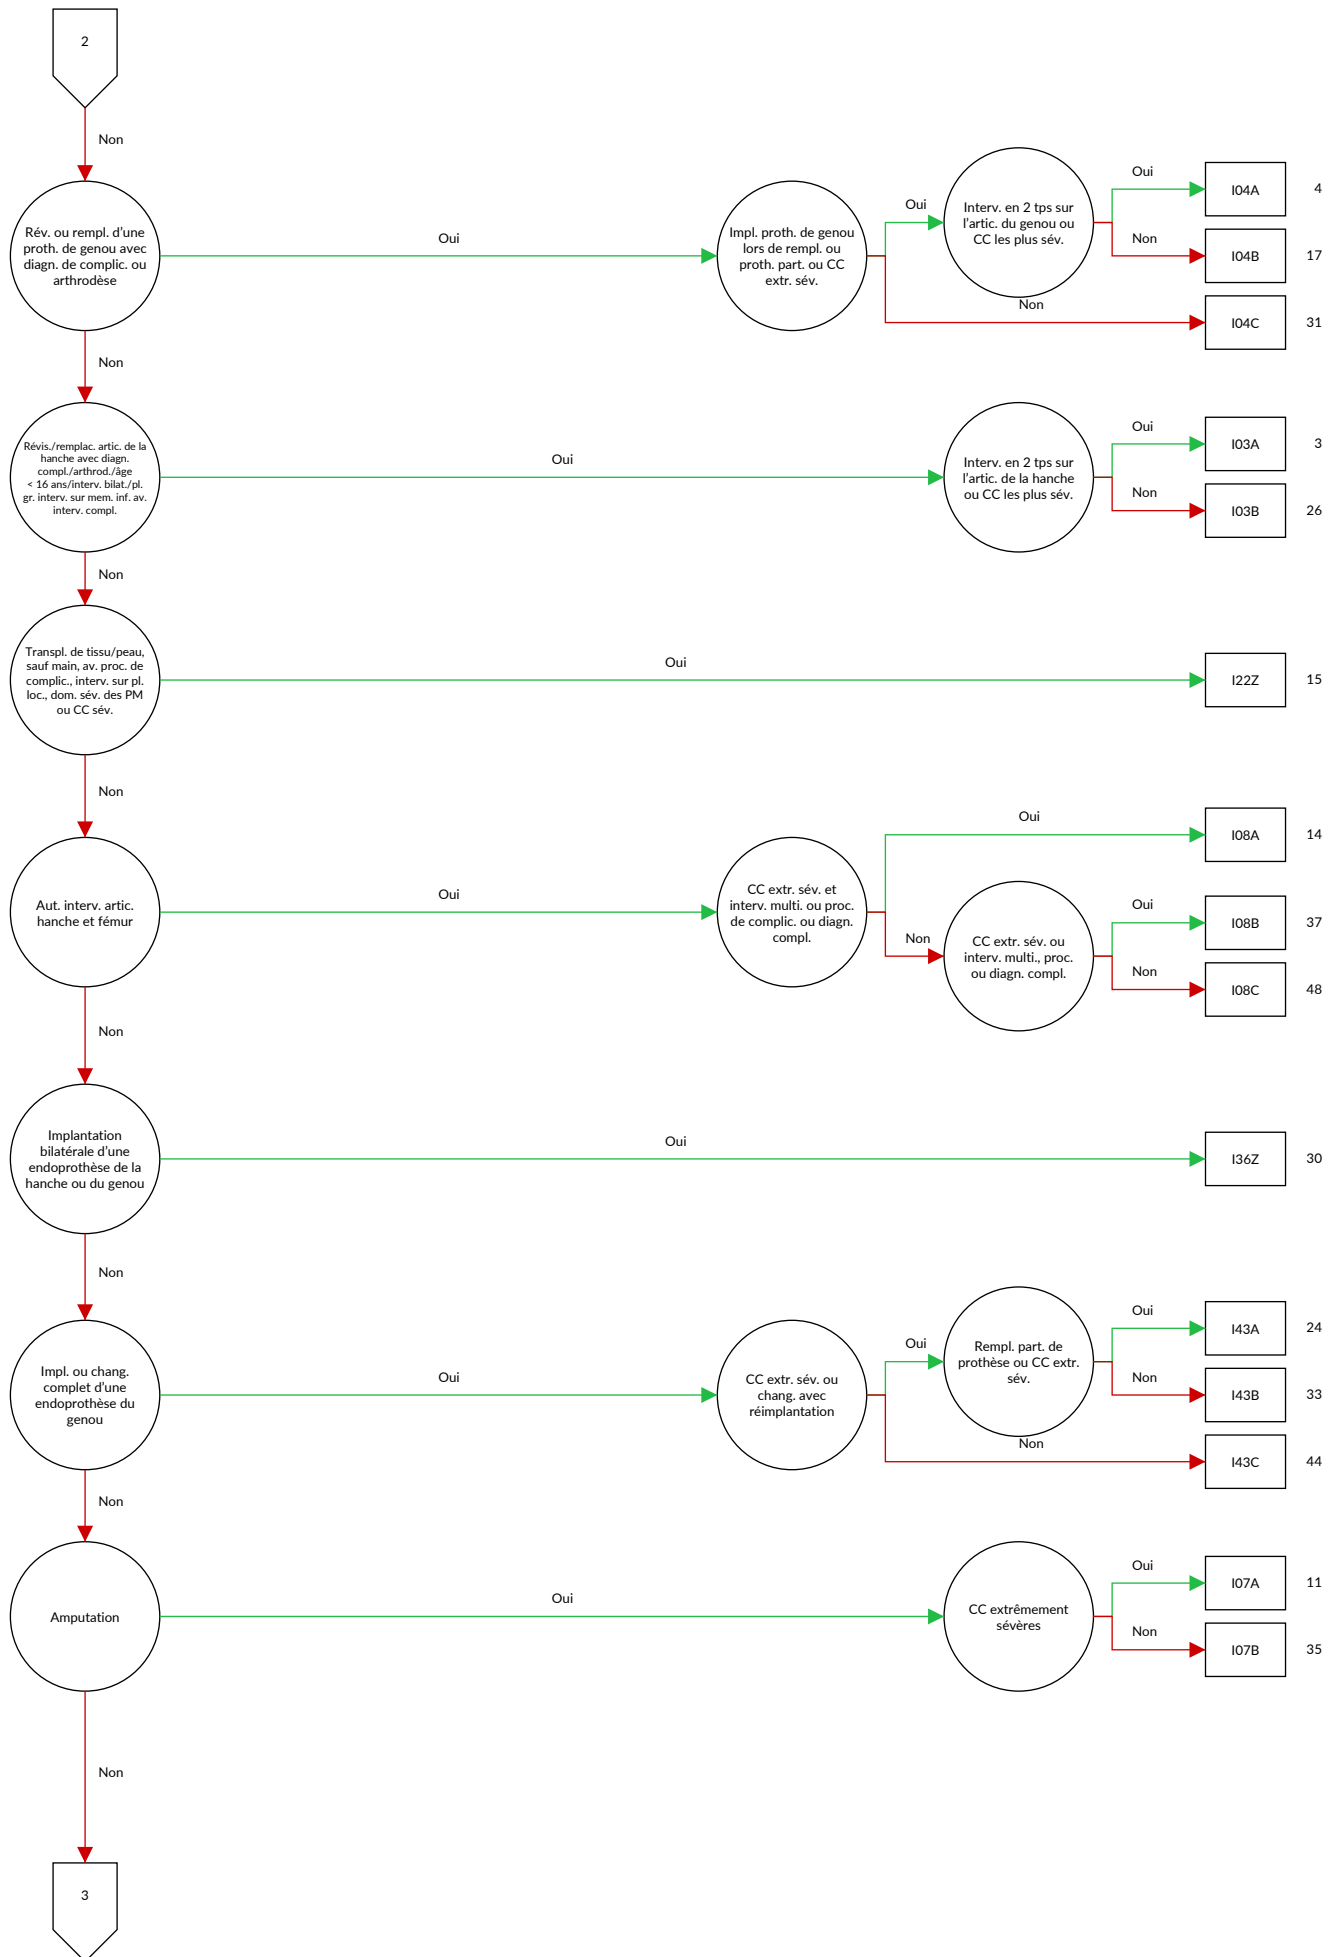 2
Non
Rév. ou rempl. d'une
proth. de genou avec
diagn. de complic. ou
arthrodèse
Oui
Impl. proth. de genou
lors de rempl. ou
proth. part. ou CC
extr. sév.
Oui
Interv. en 2 tps sur
l'artic. du genou ou
CC les plus sév.
Oui
I04A
4
Non
I04B
17
Non
I04C
31
Non
Révis./remplac. artic. de la
hanche avec diagn.
compl./arthrod./âge
< 16 ans/interv. bilat./pl.
gr. interv. sur mem. inf. av.
interv. compl.
Oui
Interv. en 2 tps sur
l'artic. de la hanche
ou CC les plus sév.
Oui
I03A
3
Non
I03B
26
Non
Transpl. de tissu/peau,
sauf main, av. proc. de
complic., interv. sur pl.
loc., dom. sév. des PM
ou CC sév.
Oui
I22Z
15
Non
Aut. interv. artic.
hanche et fémur
Oui
CC extr. sév. et
interv. multi. ou proc.
de complic. ou diagn.
compl.
Oui
I08A
14
Non
CC extr. sév. ou
interv. multi., proc.
ou diagn. compl.
Oui
I08B
37
Non
I08C
48
Non
Implantation
bilatérale d'une
endoprothèse de la
hanche ou du genou
Oui
I36Z
30
Non
Impl. ou chang.
complet d'une
endoprothèse du
genou
Oui
CC extr. sév. ou
chang. avec
réimplantation
Oui
Rempl. part. de
prothèse ou CC extr.
sév.
Oui
I43A
24
Non
I43B
33
Non
I43C
44
Non
Amputation
Oui
CC extrêmement
sévères
Oui
I07A
11
Non
I07B
35
Non
3